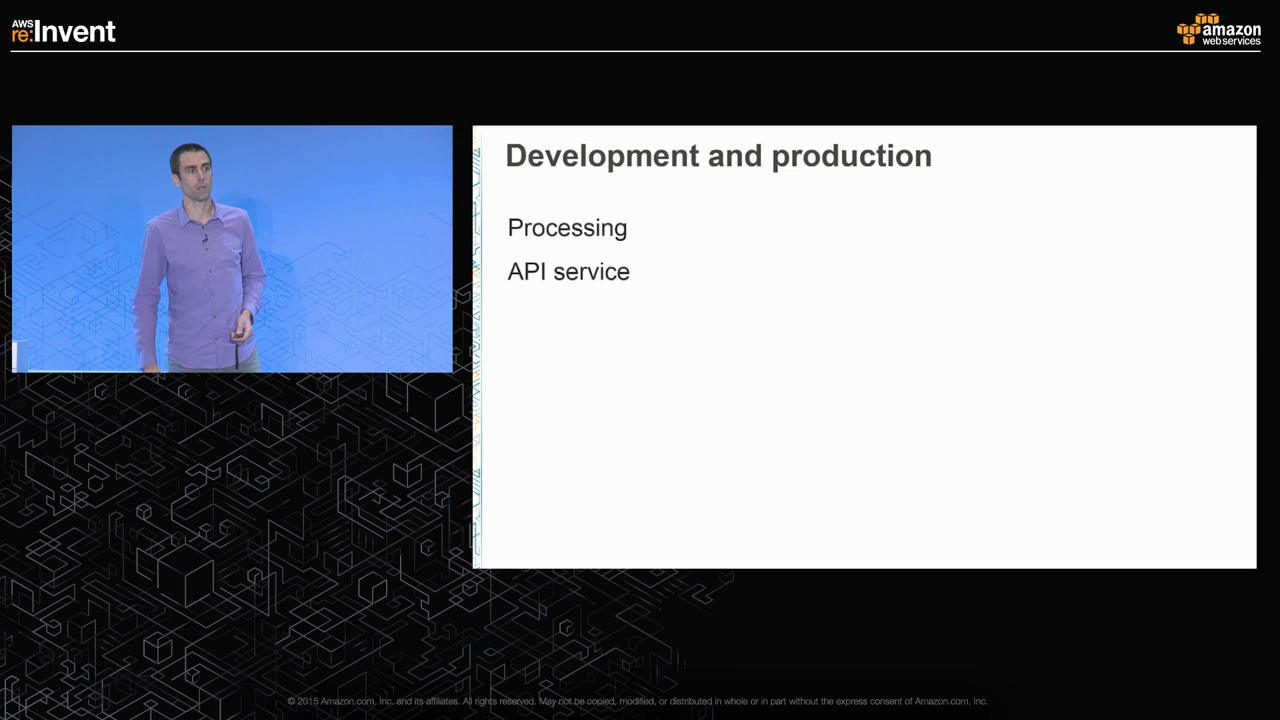 AWS
re:Invent
amazon
web services
Development and production
Processing
API service
© 2015 Amazon.com, Inc. and its affiliates. All rights reserved. May not be copied, modified, or distributed in whole or in part without the express consent of Amazon.com, Inc.